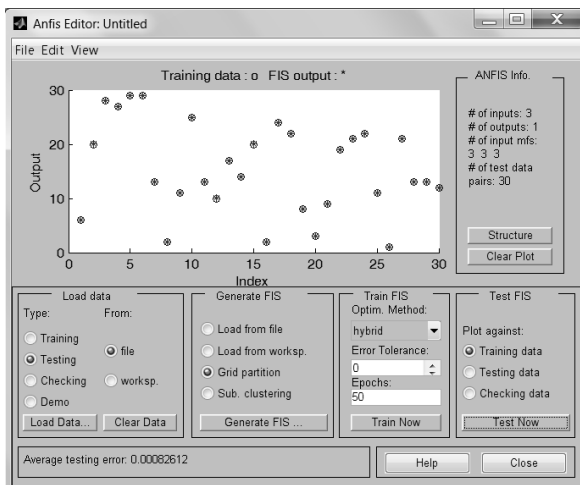 Anfis Editor: Untitled
File Edit View
Training data : o FIS output : *
30
20
10
0
Output
0 5 10 15 20 25 30
Index
ANFIS Info.
# of inputs: 3
# of outputs: 1
# of input mfs:
3 3 3
# of test data
pairs: 30
Structure
Clear Plot
Load data
Type: From:
Training
Testing
Checking
Demo
file
worksp.
Load Data... Clear Data
Generate FIS
Load from file
Load from worksp.
Grid partition
Sub. clustering
Generate FIS ...
Train FIS
Optim. Method:
hybrid
Error Tolerance:
0
Epochs:
50
Train Now
Test FIS
Plot against:
Training data
Testing data
Checking data
Test Now
Average testing error: 0.00082612
Help Close